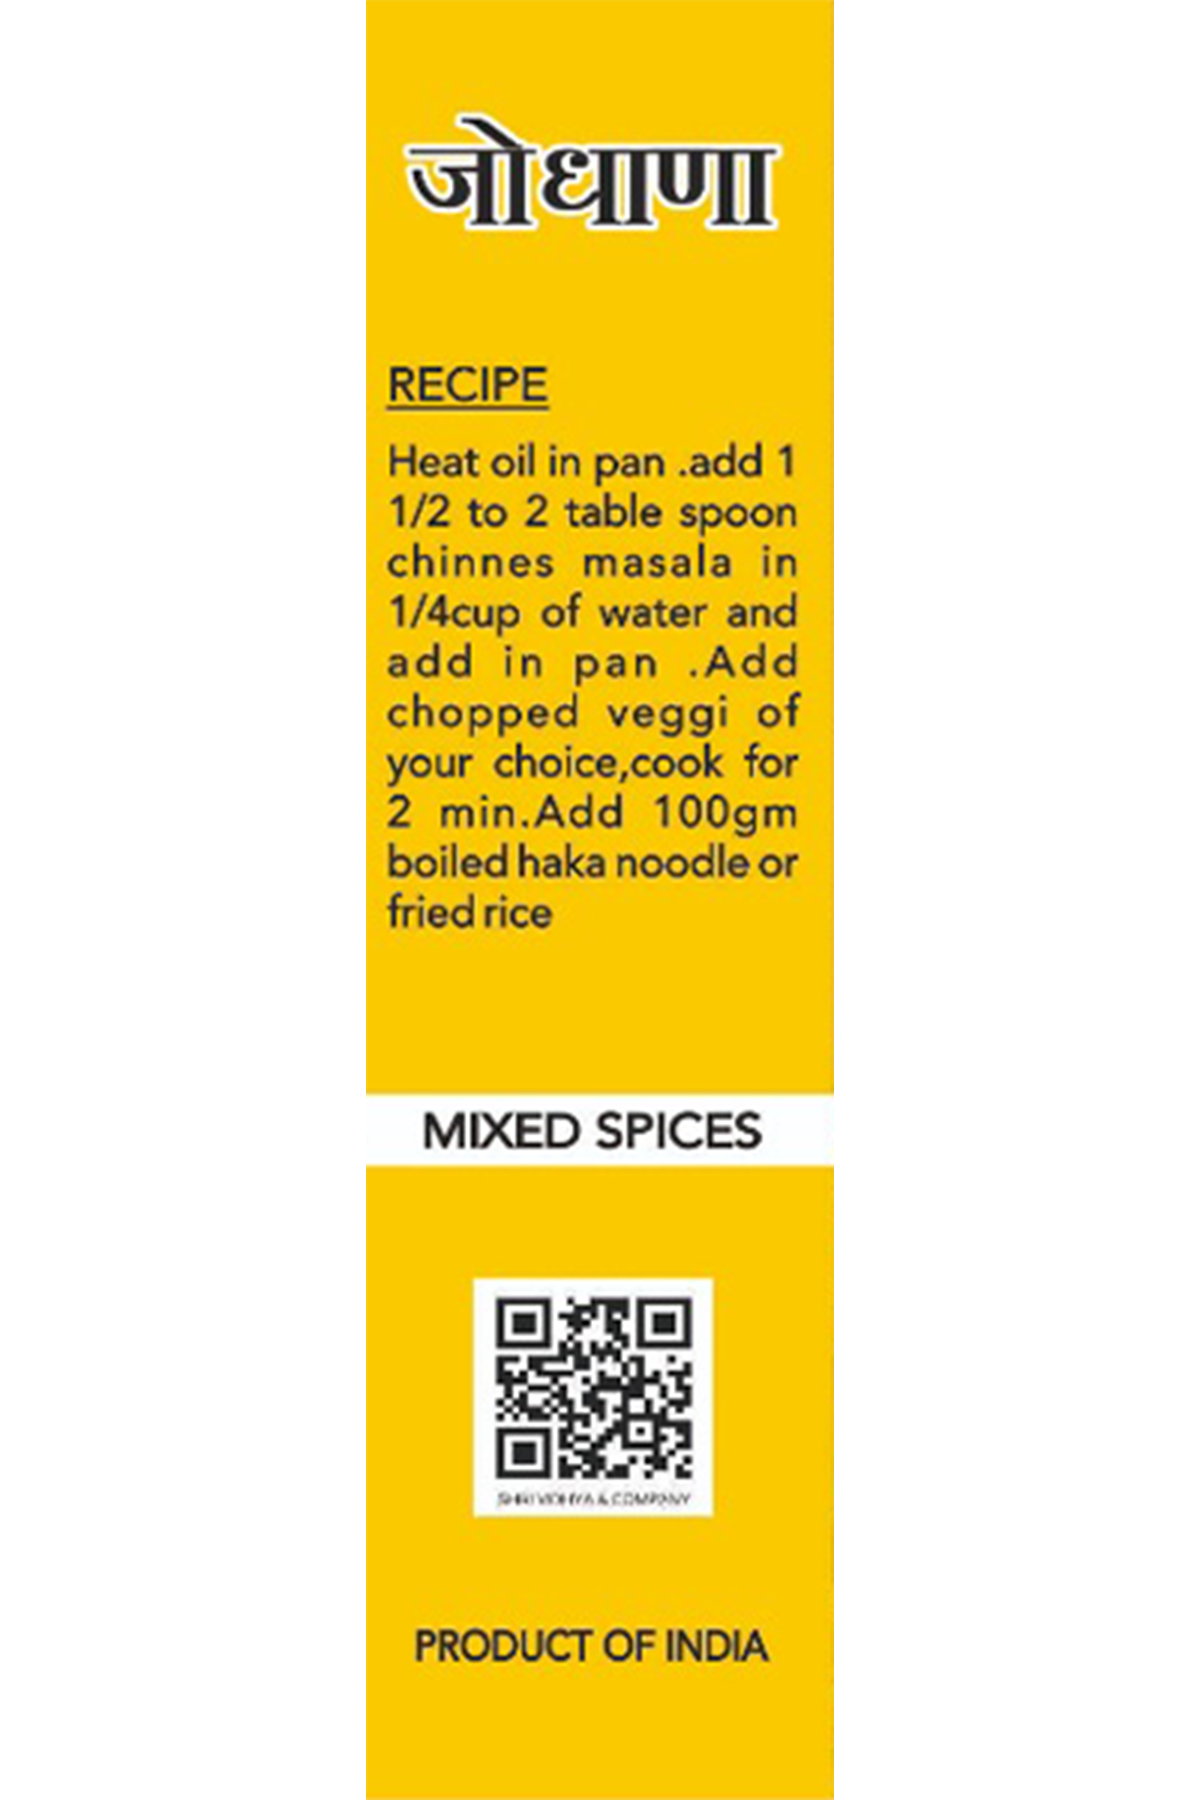 जोधाणा
RECIPE
Heat oil in pan .add 1
1/2 to 2 table spoon
chinnes masala in
1/4cup of water and
add in pan .Add
chopped veggi of
your choice,cook for
2 min.Add 100gm
boiled haka noodle or
fried rice
MIXED SPICES
SHRI VIDHYA & COMPANY
PRODUCT OF INDIA